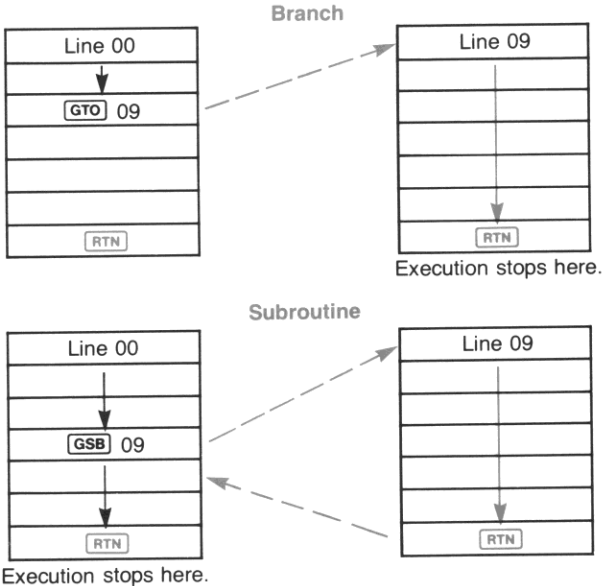 Branch
Line 00
GTO 09
RTN
Line 09
RTN
Execution stops here.
Subroutine
Line 00
GSB 09
RTN
Execution stops here.
Line 09
RTN